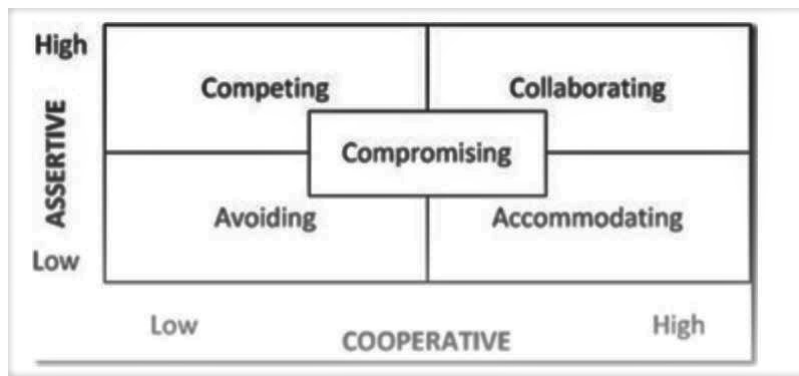 High
Competing
Collaborating
ASSERTIVE
Compromising
Avoiding
Accommodating
Low
Low
High
COOPERATIVE